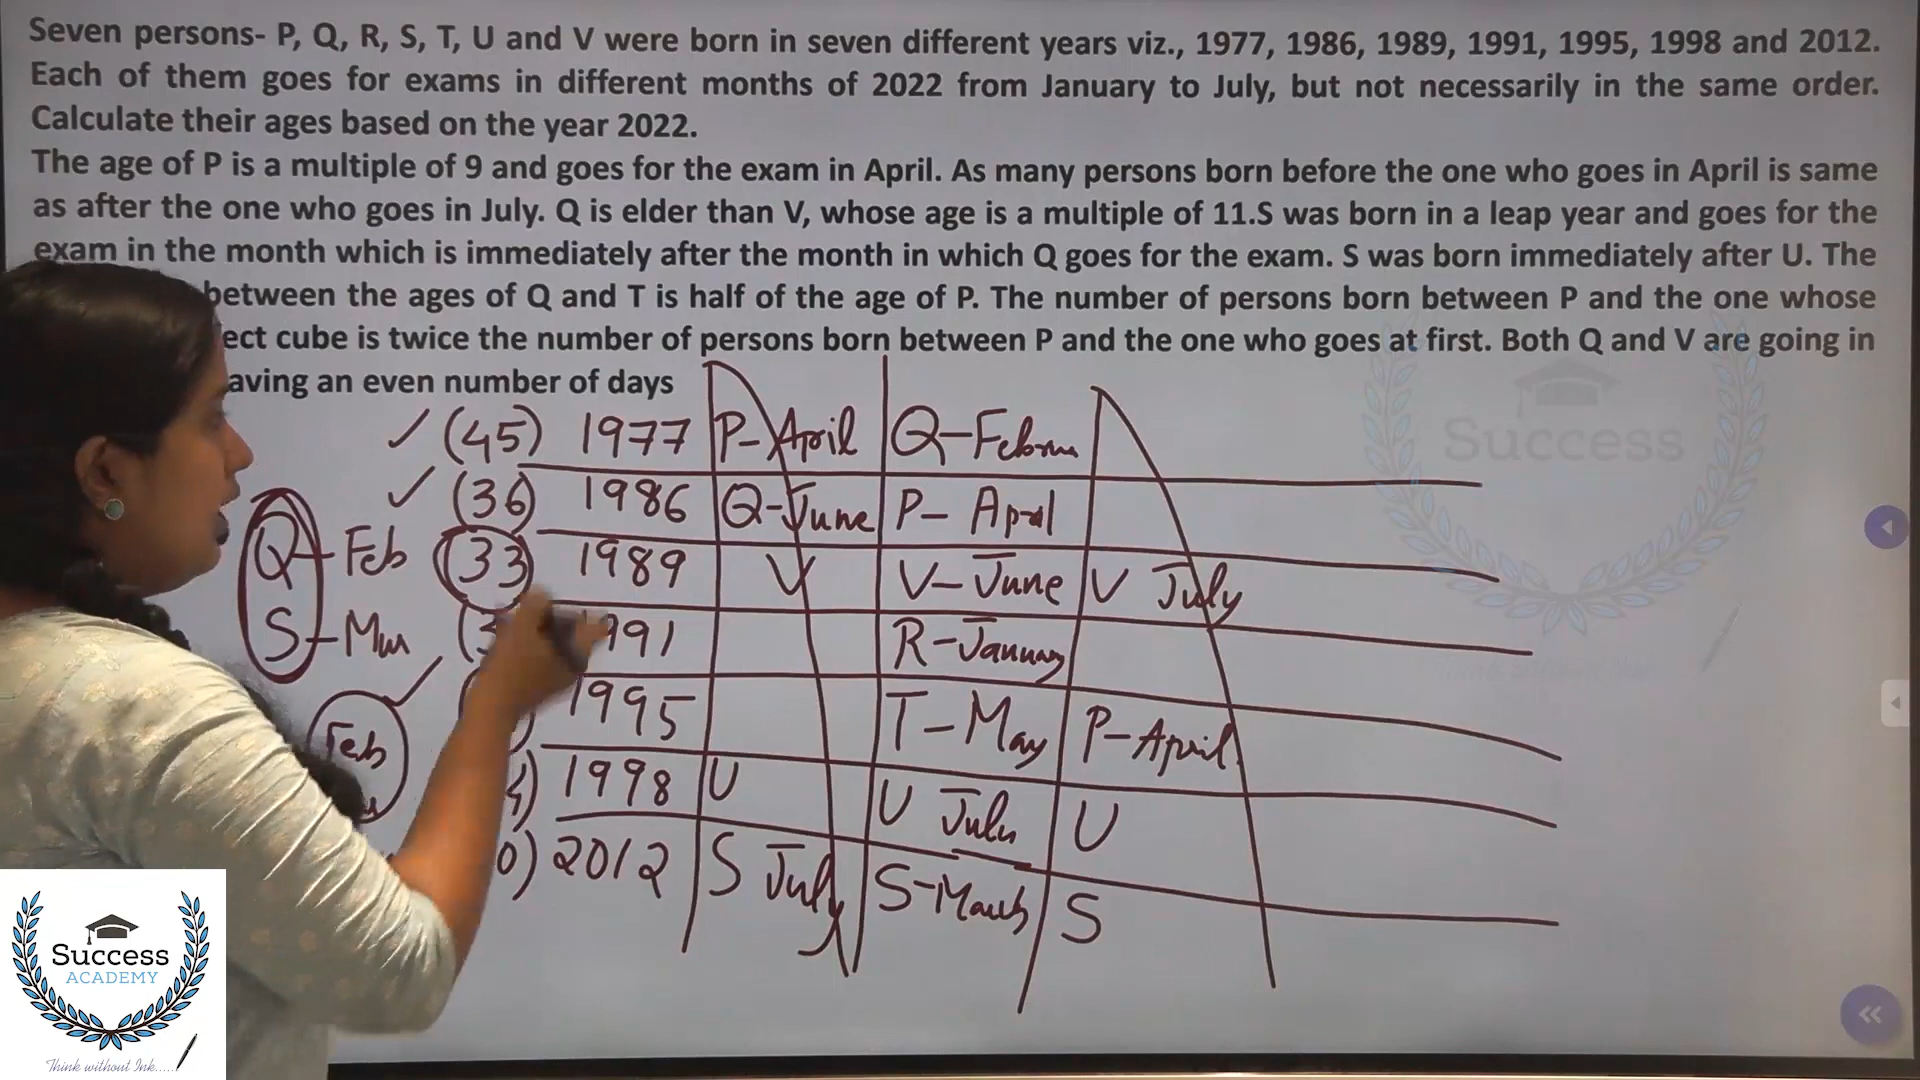 Seven persons- P, Q, R, S, T, U and V were born in seven different years viz., 1977, 1986, 1989, 1991, 1995, 1998 and 2012.
Each of them goes for exams in different months of 2022 from January to July, but not necessarily in the same order.
Calculate their ages based on the year 2022.
The age of P is a multiple of 9 and goes for the exam in April. As many persons born before the one who goes in April is same
as after the one who goes in July. Q is elder than V, whose age is a multiple of 11.S was born in a leap year and goes for the
exam in the month which is immediately after the month in which Q goes for the exam. S was born immediately after U. The
between the ages of Q and T is half of the age of P. The number of persons born between P and the one whose
ect cube is twice the number of persons born between P and the one who goes at first. Both Q and V are going in
aving an even number of days
(45) 1977 P-April Q-Febru
(36) 1986 Q-June P- April
Q-Feb (33) 1989 V V-June V July
S-Mar 1991 R-January
Feb 1995 T-May P-April
1998 U U July U
0) 2012 S July S-March S
Success
Success
ACADEMY
Think without Ink.....